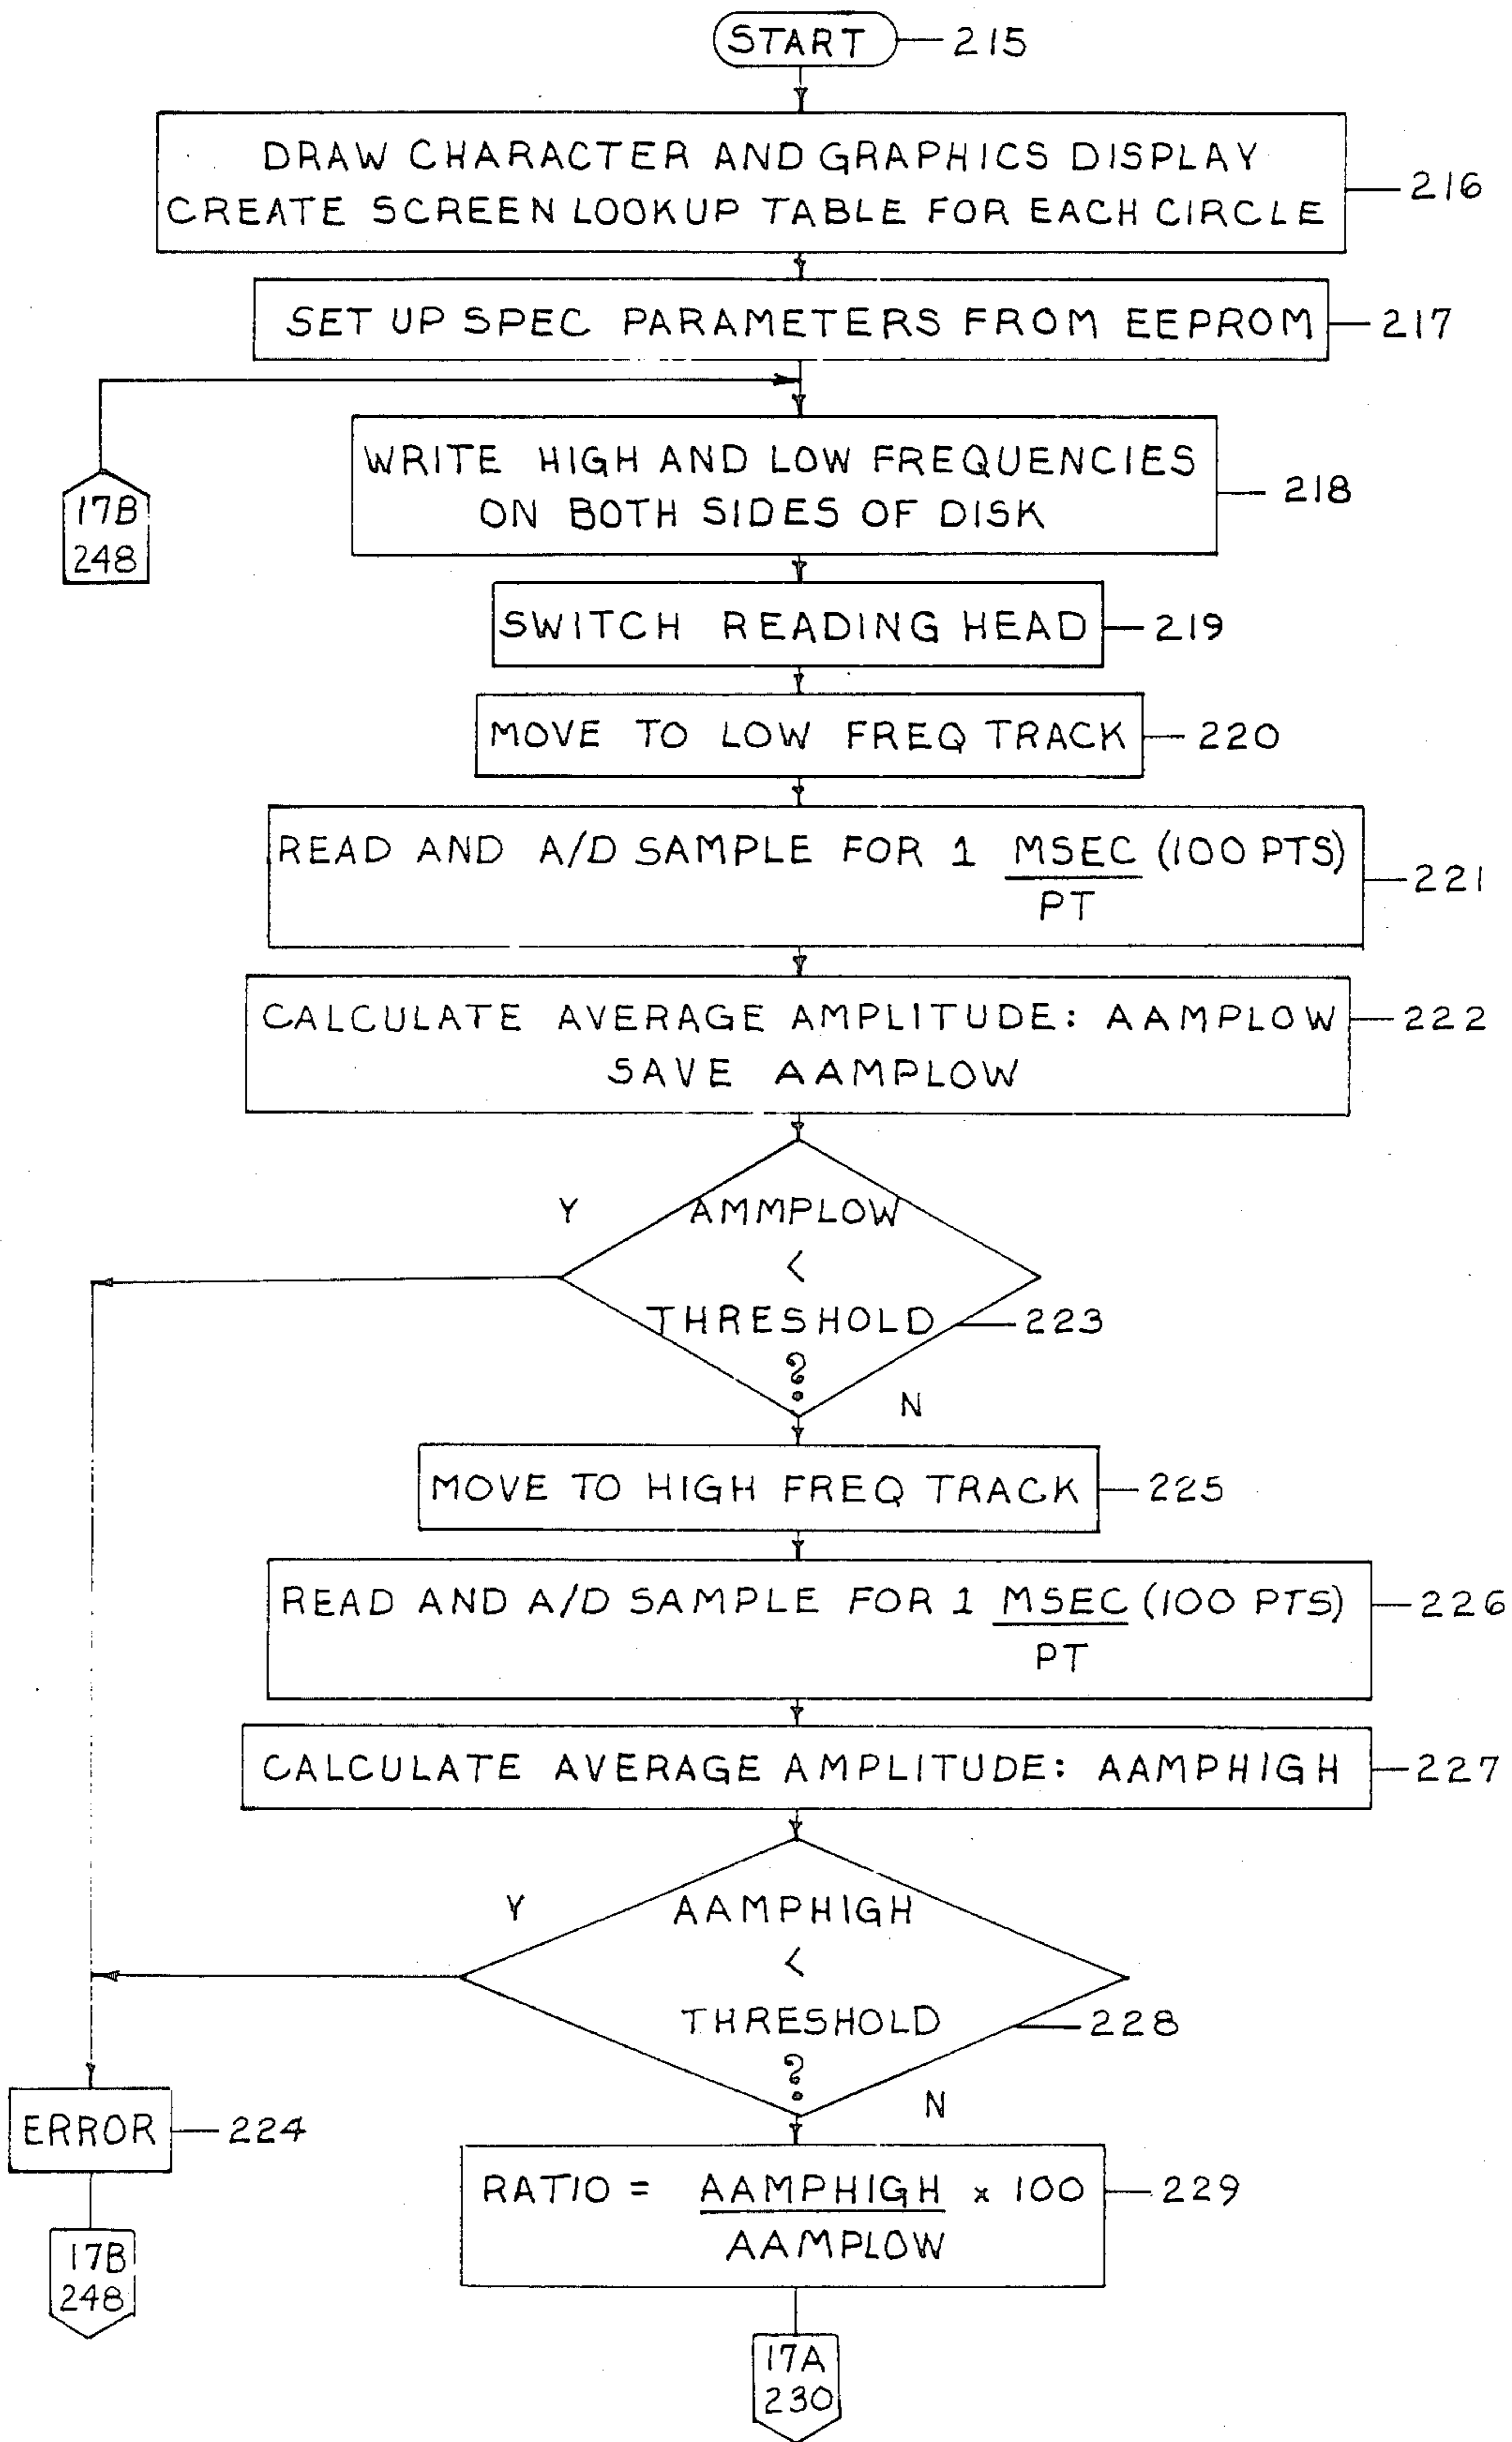 START 215
DRAW CHARACTER AND GRAPHICS DISPLAY
CREATE SCREEN LOOKUP TABLE FOR EACH CIRCLE
216
SET UP SPEC PARAMETERS FROM EEPROM 217
WRITE HIGH AND LOW FREQUENCIES
ON BOTH SIDES OF DISK
218
17B
248
SWITCH READING HEAD 219
MOVE TO LOW FREQ TRACK 220
READ AND A/D SAMPLE FOR 1 MSEC (100 PTS)
PT
221
CALCULATE AVERAGE AMPLITUDE: AAMPLOW 222
SAVE AAMPLOW
Y
AMMPLOW
<
THRESHOLD 223
?
N
MOVE TO HIGH FREQ TRACK 225
READ AND A/D SAMPLE FOR 1 MSEC (100 PTS) 226
PT
CALCULATE AVERAGE AMPLITUDE: AAMPHIGH 227
Y
AAMPHIGH
<
THRESHOLD 228
?
N
ERROR 224
17B
248
RATIO = AAMPHIGH x 100 229
AAMPLOW
17A
230